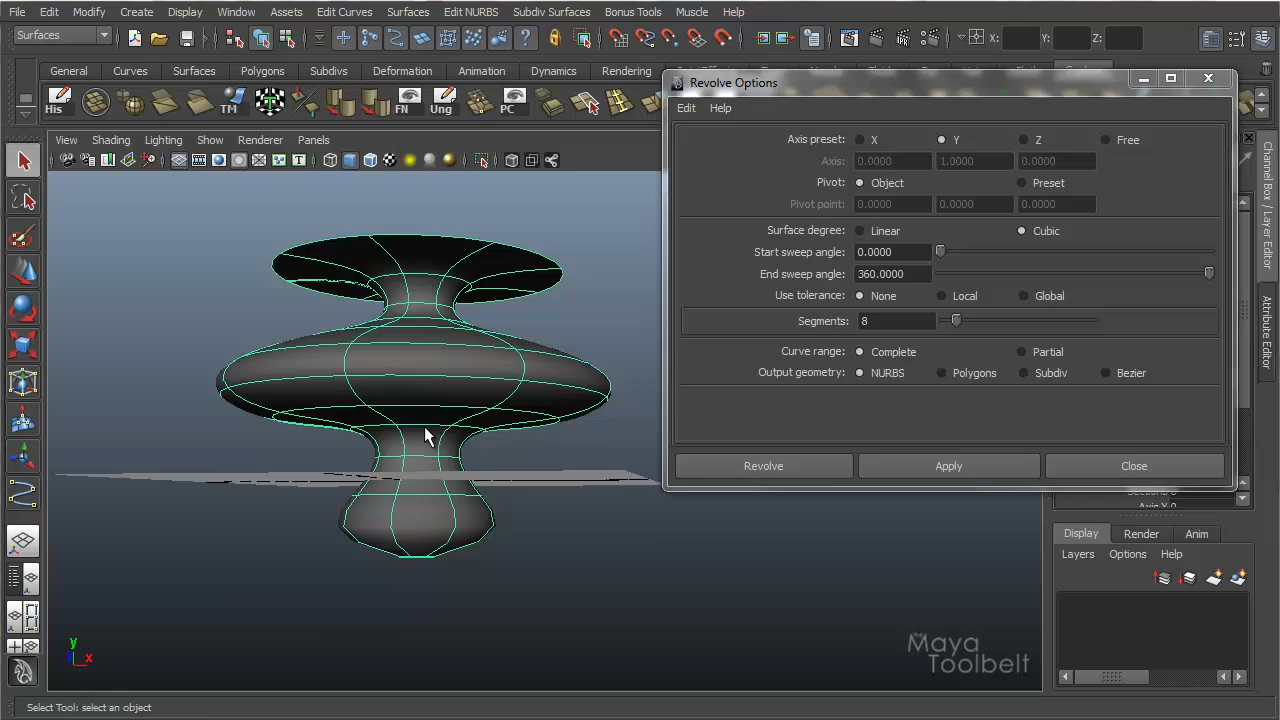 File Edit Modify Create Display Window Assets Edit Curves Surfaces Edit NURBS Subdiv Surfaces Bonus Tools Muscle Help
Surfaces
X: Y: Z:
General Curves Surfaces Polygons Subdivs Deformation Animation Dynamics Rendering
His TM FN Ung PC
Revolve Options
Edit Help
View Shading Lighting Show Renderer Panels
Axis preset: X Y Z Free
Axis: 0.0000 1.0000 0.0000
Pivot: Object Preset
Pivot point: 0.0000 0.0000 0.0000
Surface degree: Linear Cubic
Start sweep angle: 0.0000
End sweep angle: 360.0000
Use tolerance: None Local Global
Segments: 8
Curve range: Complete Partial
Output geometry: NURBS Polygons Subdiv Bezier
Revolve Apply Close
Channel Box / Layer Editor
Attribute Editor
Display Render Anim
Layers Options Help
y
x
the
Maya
Toolbelt
Select Tool: select an object